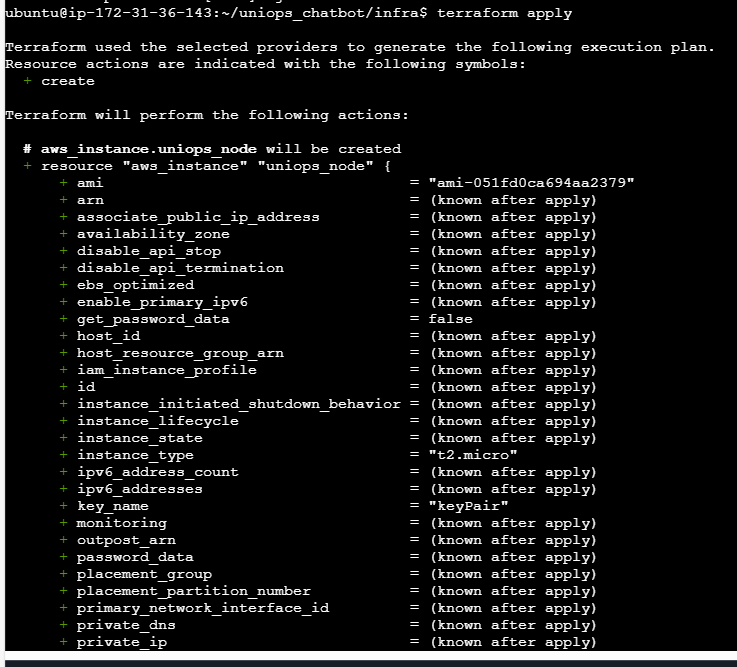 ubuntu@ip-172-31-36-143:~/uniops_chatbot/infra$ terraform apply
Terraform used the selected providers to generate the following execution plan.
Resource actions are indicated with the following symbols:
+ create
Terraform will perform the following actions:
# aws_instance.uniops_node will be created
+ resource "aws_instance" "uniops_node" {
+ ami = "ami-051fd0ca694aa2379"
+ arn = (known after apply)
+ associate_public_ip_address = (known after apply)
+ availability_zone = (known after apply)
+ disable_api_stop = (known after apply)
+ disable_api_termination = (known after apply)
+ ebs_optimized = (known after apply)
+ enable_primary_ipv6 = (known after apply)
+ get_password_data = false
+ host_id = (known after apply)
+ host_resource_group_arn = (known after apply)
+ iam_instance_profile = (known after apply)
+ id = (known after apply)
+ instance_initiated_shutdown_behavior = (known after apply)
+ instance_lifecycle = (known after apply)
+ instance_state = (known after apply)
+ instance_type = "t2.micro"
+ ipv6_address_count = (known after apply)
+ ipv6_addresses = (known after apply)
+ key_name = "keyPair"
+ monitoring = (known after apply)
+ outpost_arn = (known after apply)
+ password_data = (known after apply)
+ placement_group = (known after apply)
+ placement_partition_number = (known after apply)
+ primary_network_interface_id = (known after apply)
+ private_dns = (known after apply)
+ private_ip = (known after apply)